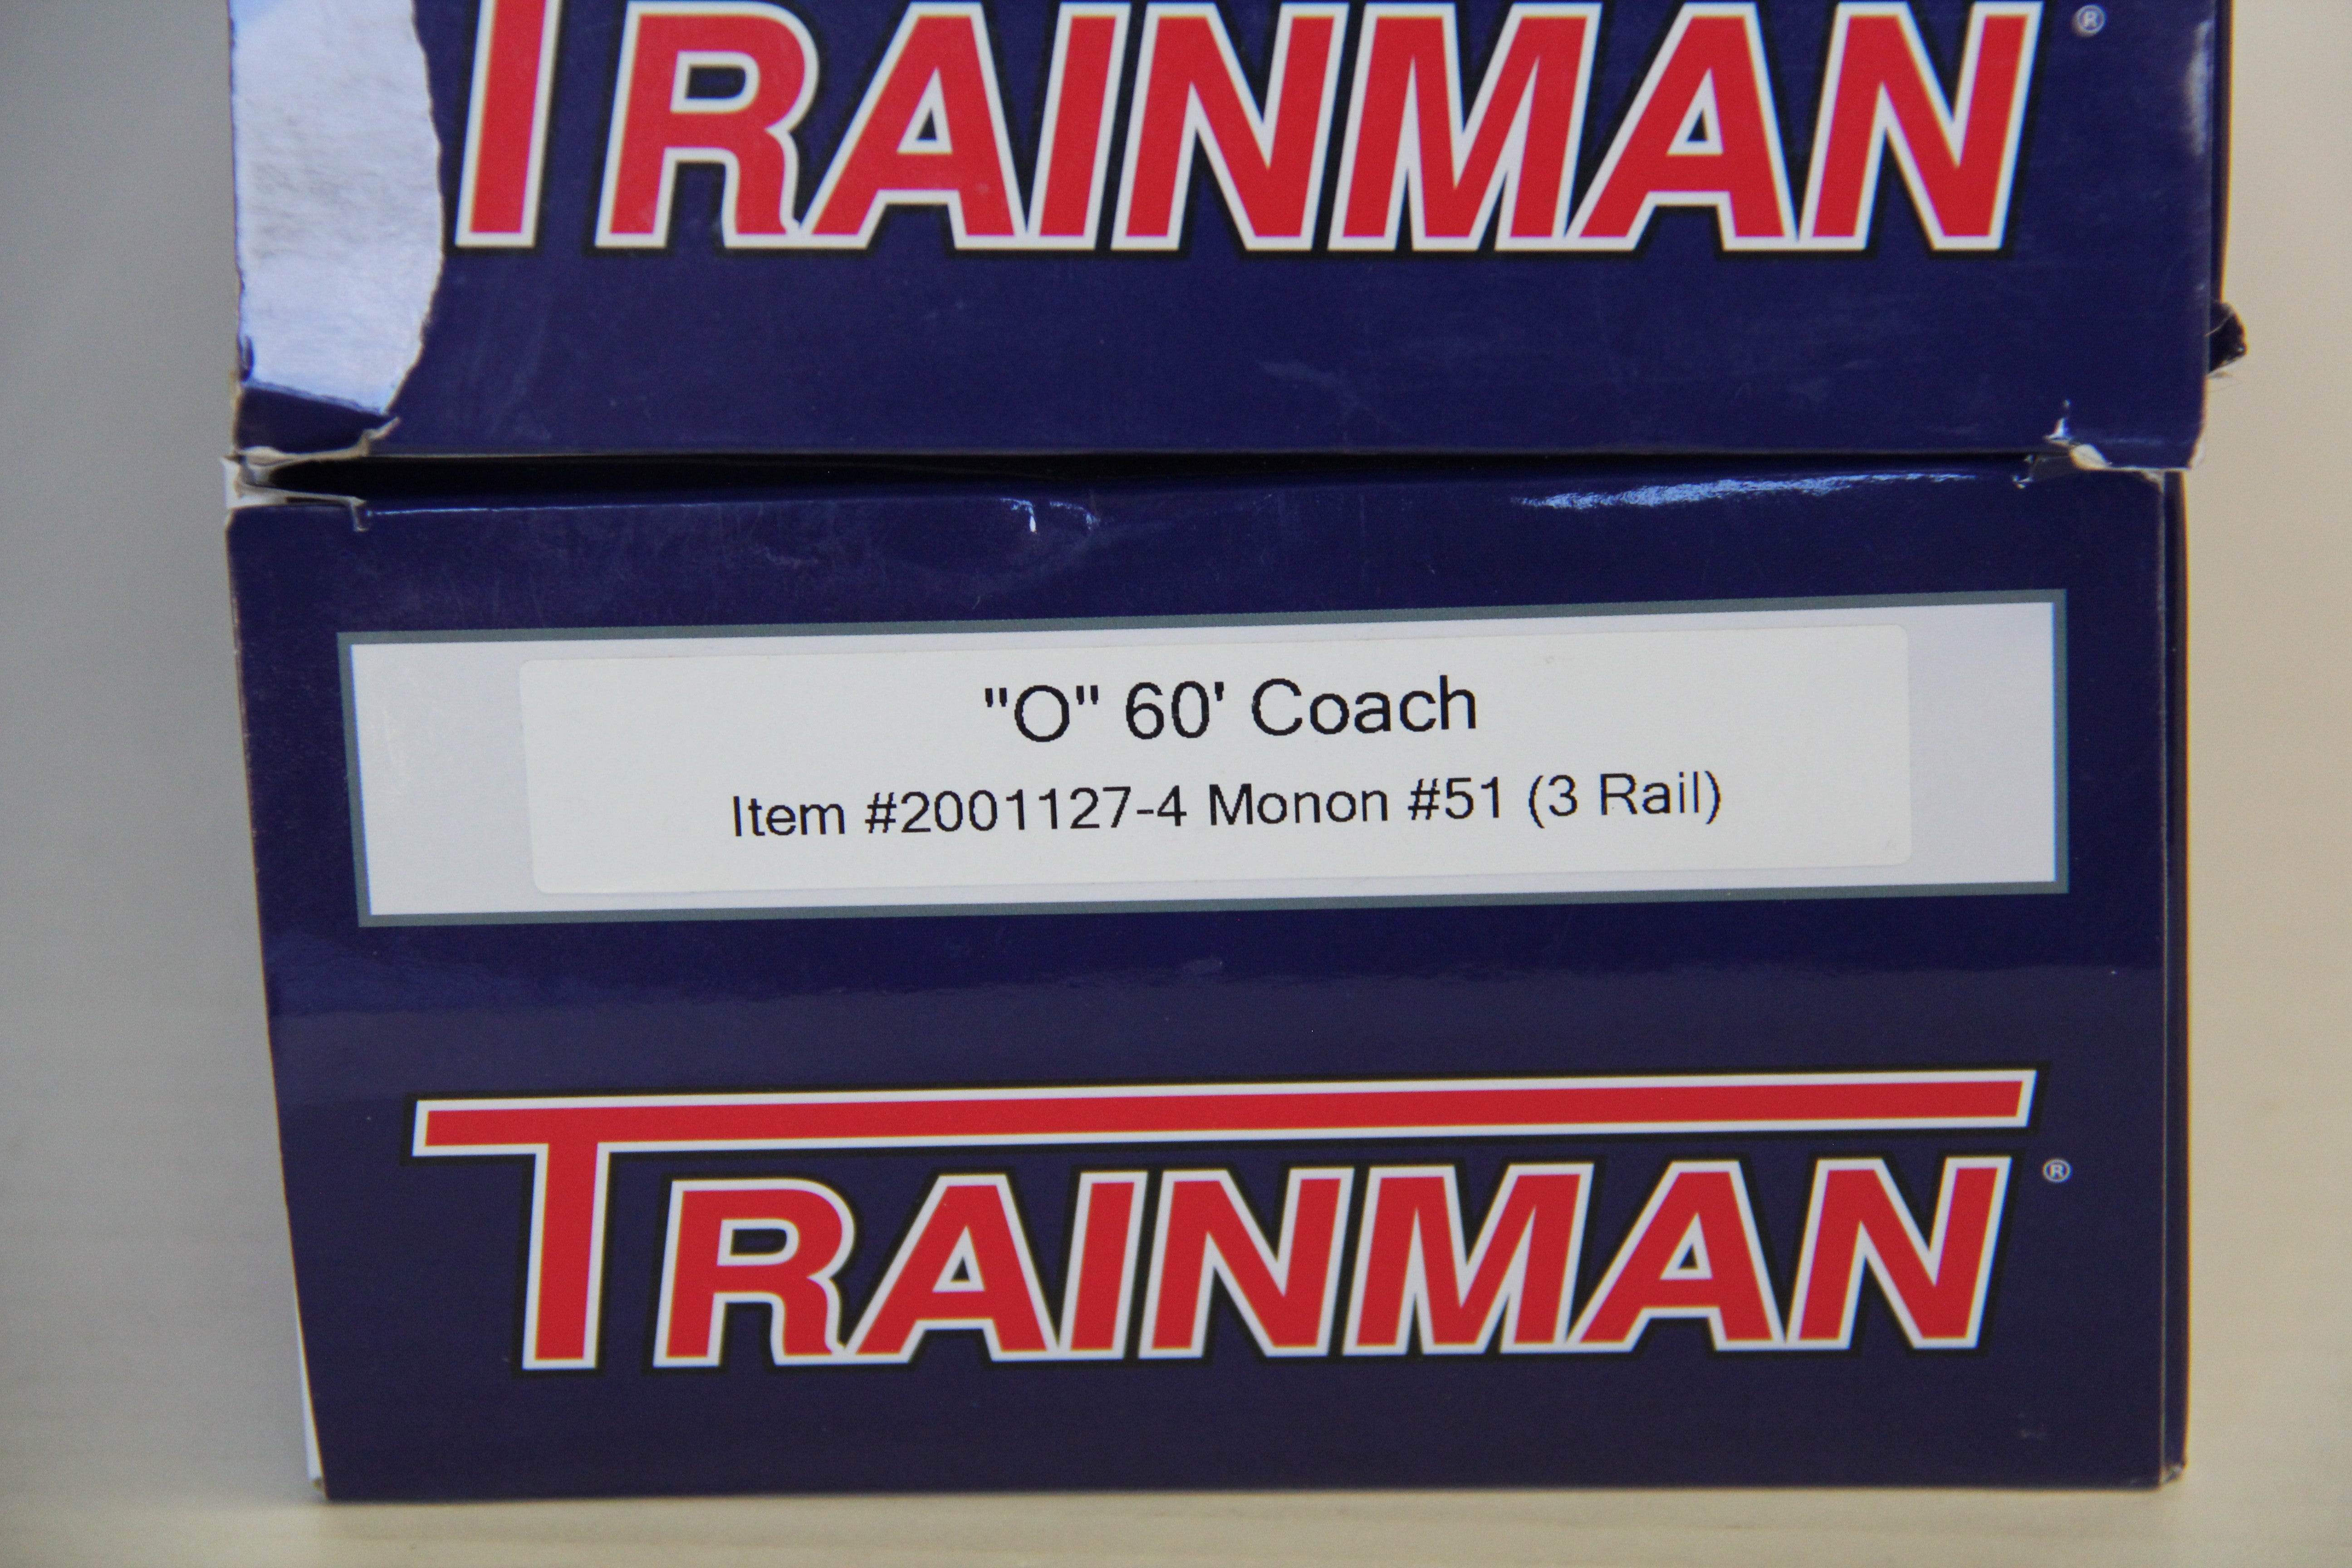 TRAINMAN®
"O" 60' Coach
Item #2001127-4 Monon #51 (3 Rail)
TRAINMAN®